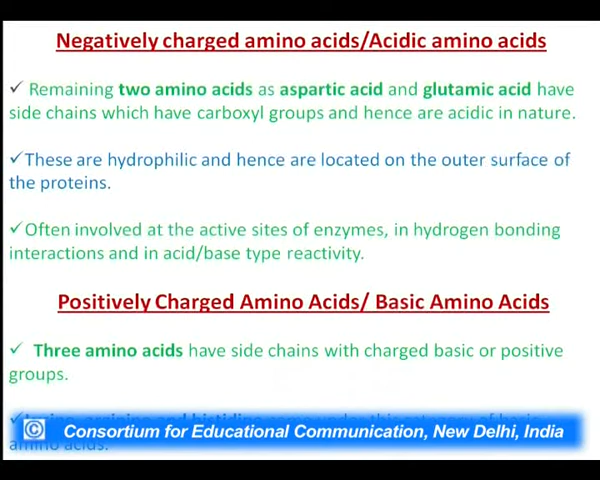 Negatively charged amino acids/Acidic amino acids
✓ Remaining two amino acids as aspartic acid and glutamic acid have
side chains which have carboxyl groups and hence are acidic in nature.
✓These are hydrophilic and hence are located on the outer surface of
the proteins.
✓Often involved at the active sites of enzymes, in hydrogen bonding
interactions and in acid/base type reactivity.
Positively Charged Amino Acids/ Basic Amino Acids
✓ Three amino acids have side chains with charged basic or positive
groups.
© Consortium for Educational Communication, New Delhi, India